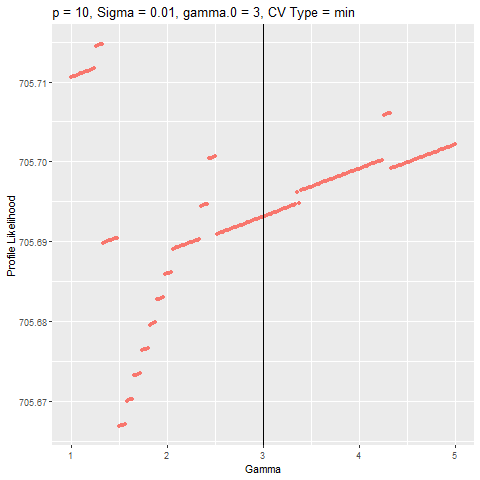 p = 10, Sigma = 0.01, gamma.0 = 3, CV Type = min
705.71
705.70
705.69
705.68
705.67
Profile Likelihood
1 2 3 4 5
Gamma